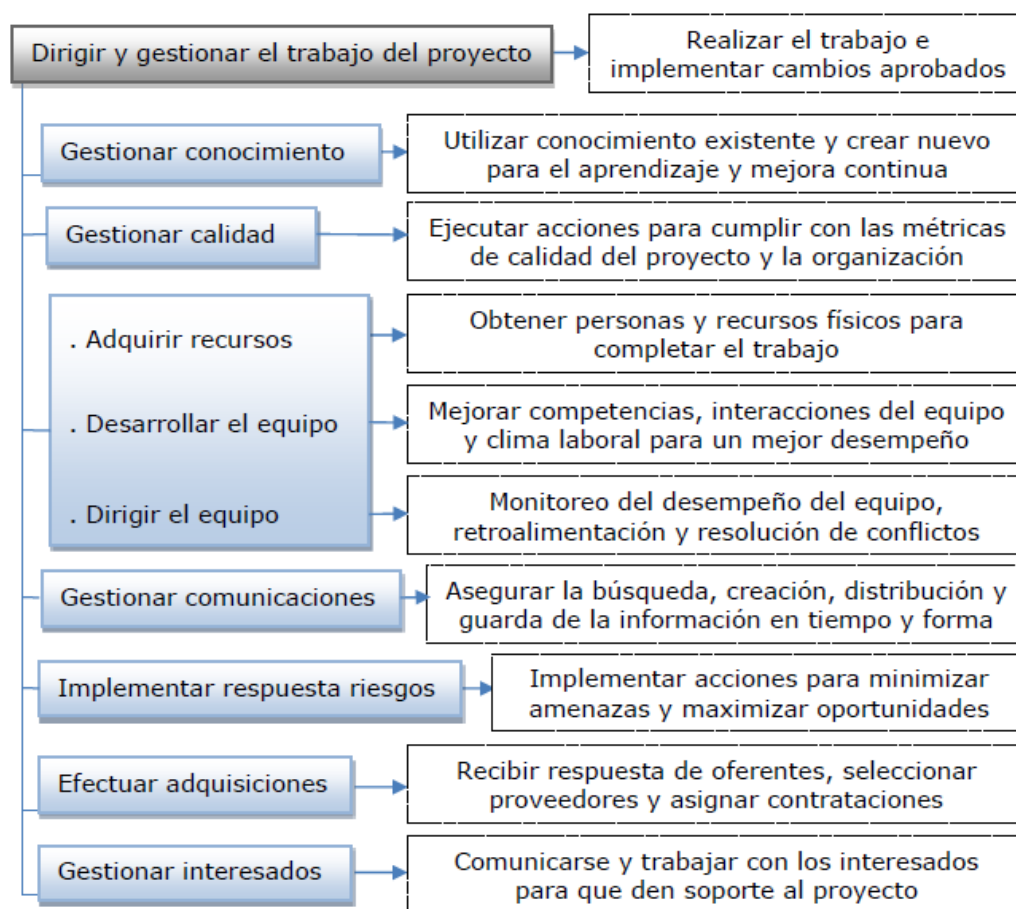 Dirigir y gestionar el trabajo del proyecto
Realizar el trabajo e
implementar cambios aprobados
Gestionar conocimiento
Utilizar conocimiento existente y crear nuevo
para el aprendizaje y mejora continua
Gestionar calidad
Ejecutar acciones para cumplir con las métricas
de calidad del proyecto y la organización
. Adquirir recursos
Obtener personas y recursos físicos para
completar el trabajo
. Desarrollar el equipo
Mejorar competencias, interacciones del equipo
y clima laboral para un mejor desempeño
. Dirigir el equipo
Monitoreo del desempeño del equipo,
retroalimentación y resolución de conflictos
Gestionar comunicaciones
Asegurar la búsqueda, creación, distribución y
guarda de la información en tiempo y forma
Implementar respuesta riesgos
Implementar acciones para minimizar
amenazas y maximizar oportunidades
Efectuar adquisiciones
Recibir respuesta de oferentes, seleccionar
proveedores y asignar contrataciones
Gestionar interesados
Comunicarse y trabajar con los interesados
para que den soporte al proyecto